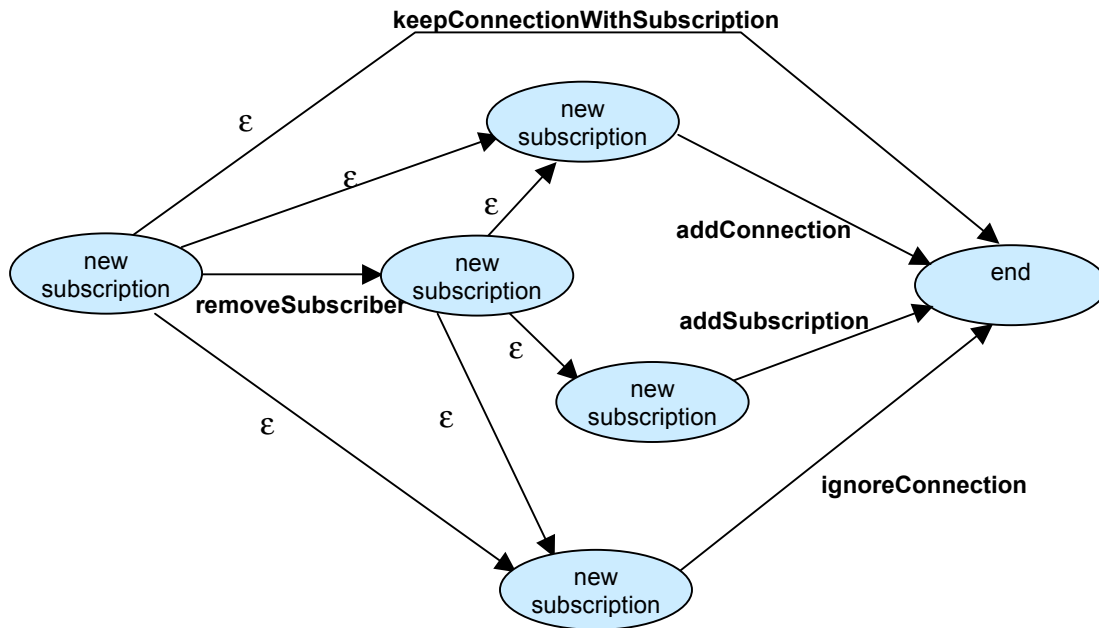 keepConnectionWithSubscription
ε
new
subscription
ε
ε
addConnection
new
subscription
removeSubscriber
new
subscription
end
addSubscription
ε
new
subscription
ε
ε
ignoreConnection
new
subscription